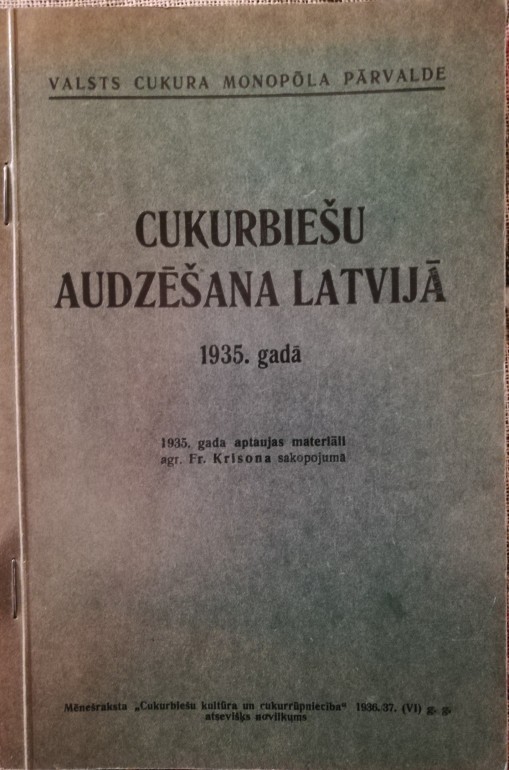 VALSTS CUKURA MONOPŌLA PĀRVALDE
CUKURBIEŠU
AUDZĒŠANA LATVIJĀ
1935. gadā
1935. gada aptaujas materiāli
agr. Fr. Krisona sakopojumā
Mēnešraksta „Cukurbiešu kultūra un cukurrūpniecība“ 1936.37. (VI) g. g.
atsevišķs novilkums